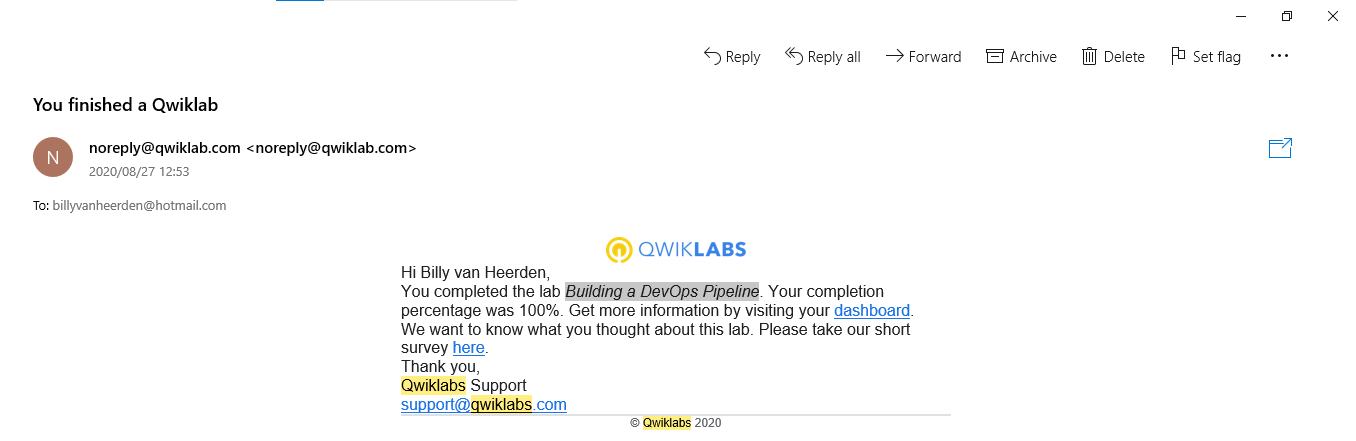 Reply Reply all Forward Archive Delete Set flag
You finished a Qwiklab
N
noreply@qwiklab.com <noreply@qwiklab.com>
2020/08/27 12:53
To: billyvanheerden@hotmail.com
QWIKLABS
Hi Billy van Heerden,
You completed the lab Building a DevOps Pipeline. Your completion
percentage was 100%. Get more information by visiting your dashboard.
We want to know what you thought about this lab. Please take our short
survey here.
Thank you,
Qwiklabs Support
support@qwiklabs.com
© Qwiklabs 2020